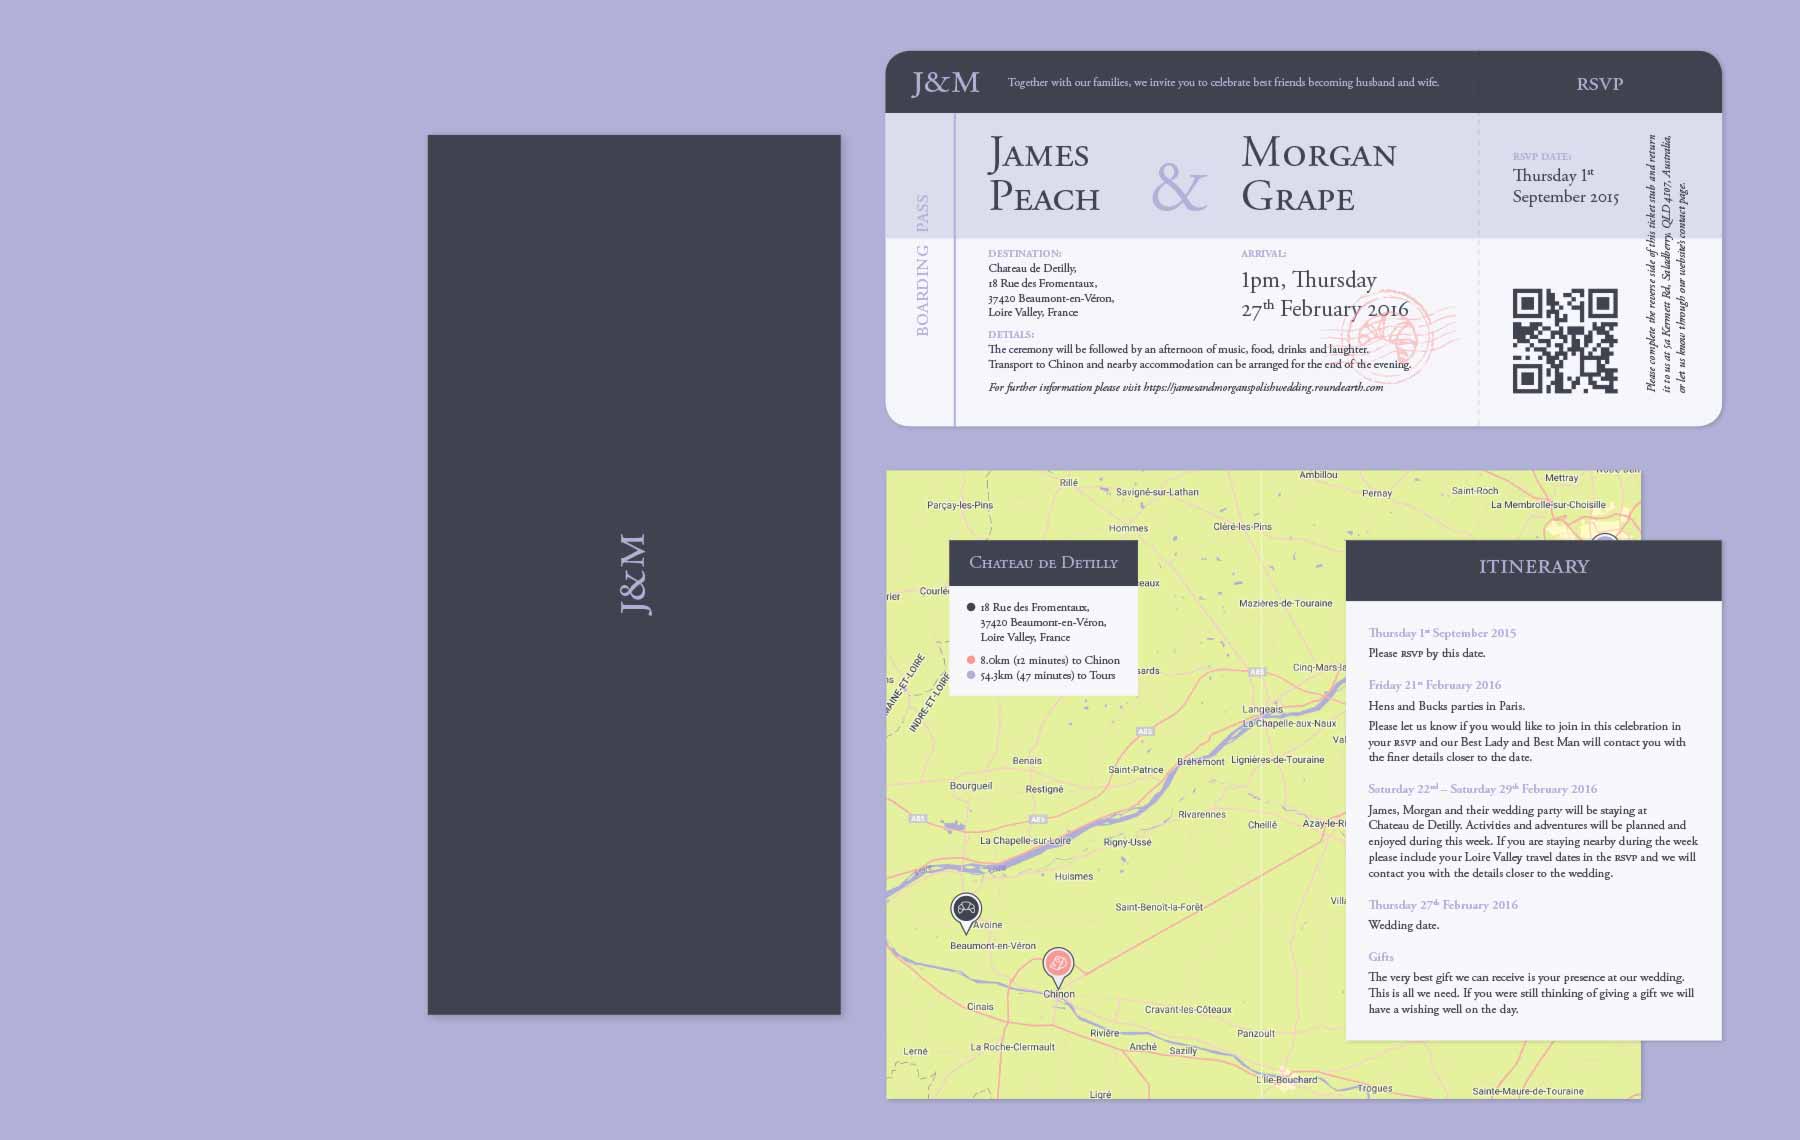 J&M
J&M
Together with our families, we invite you to celebrate best friends becoming husband and wife.
RSVP
BOARDING PASS
JAMES PEACH
&
MORGAN GRAPE
DESTINATION:
Chateau de Detilly,
18 Rue des Fromentaux,
37420 Beaumont-en-Véron,
Loire Valley, France
ARRIVAL:
1pm, Thursday
27th February 2016
DETIALS:
The ceremony will be followed by an afternoon of music, food, drinks and laughter.
Transport to Chinon and nearby accommodation can be arranged for the end of the evening.
For further information please visit https://jamesandmorganspolishwedding.roundearth.com
RSVP DATE:
Thursday 1st
September 2015
Please complete the reverse side of this ticket stub and return
it to us at 5a Kermett Rd, Saladberry, QLD 4107, Australia,
or let us know through our website's contact page.
Ambillou
Mettray
Rillé
Savigné-sur-Lathan
Pernay
Saint-Roch
Parçay-les-Pins
La Membrolle-sur-Choisille
Hommes
Cléré-les-Pins
CHATEAU DE DETILLY
18 Rue des Fromentaux,
37420 Beaumont-en-Véron,
Loire Valley, France
8.0km (12 minutes) to Chinon
54.3km (47 minutes) to Tours
eaux
rier
Courlé
Mazières-de-Touraine
sards
Cinq-Mars-la
A85
ns
MAINE-ET-LOIRE
INDRE-ET-LOIRE
Langeais
La Chapelle-aux-Naux
A85
Val
Benais
Saint-Patrice
Bréhémont
Lignières-de-Touraine
Bourgueil
Restigné
A85
A85
Rivarennes
Cheillé
Azay-le-Ri
La Chapelle-sur-Loire
Rigny-Ussé
Loire
Loire
Huismes
Saint-Benoît-la-Forêt
Villa
Avoine
Beaumont-en-Véron
Chinon
Cinais
Cravant-les-Côteaux
Rivière
Panzoult
Lerné
La Roche-Clermault
Anché
Sazilly
L'Île-Bouchard
Trogues
Ligré
Sainte-Maure-de-Touraine
ITINERARY
Thursday 1st September 2015
Please RSVP by this date.
Friday 21st February 2016
Hens and Bucks parties in Paris.
Please let us know if you would like to join in this celebration in
your RSVP and our Best Lady and Best Man will contact you with
the finer details closer to the date.
Saturday 22nd – Saturday 29th February 2016
James, Morgan and their wedding party will be staying at
Chateau de Detilly. Activities and adventures will be planned and
enjoyed during this week. If you are staying nearby during the week
please include your Loire Valley travel dates in the RSVP and we will
contact you with the details closer to the wedding.
Thursday 27th February 2016
Wedding date.
Gifts
The very best gift we can receive is your presence at our wedding.
This is all we need. If you were still thinking of giving a gift we will
have a wishing well on the day.